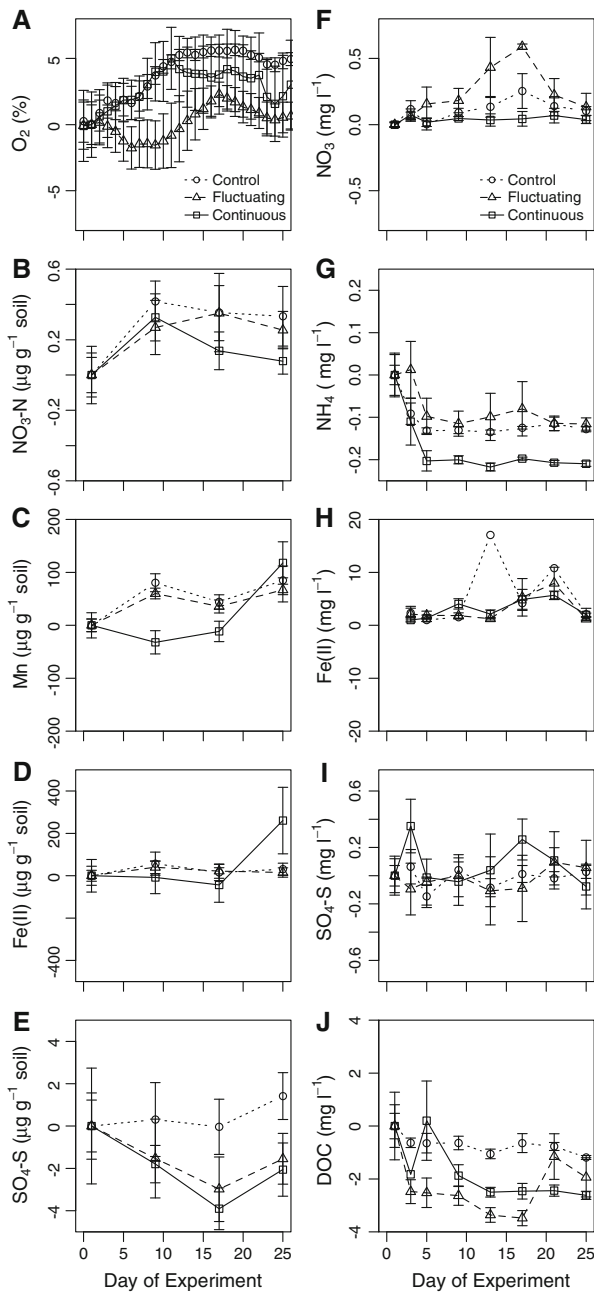 A
O₂ (%)
5
0
-5
Control
Fluctuating
Continuous
B
NO₃-N (µg g⁻¹ soil)
0.6
0.2
-0.2
-0.6
C
Mn (µg g⁻¹ soil)
200
100
0
-100
-200
D
Fe(II) (µg g⁻¹ soil)
400
200
0
-400
E
SO₄-S (µg g⁻¹ soil)
4
2
0
-2
-4
0
5
10
15
20
25
Day of Experiment
F
NO₃ (mg l⁻¹)
0.5
0.0
-0.5
Control
Fluctuating
Continuous
G
NH₄ ( mg l⁻¹)
0.2
0.1
0.0
-0.1
-0.2
H
Fe(II) (mg l⁻¹)
20
10
0
-10
-20
I
SO₄-S (mg l⁻¹)
0.6
0.2
-0.2
-0.6
J
DOC (mg l⁻¹)
4
2
0
-2
-4
0
5
10
15
20
25
Day of Experiment